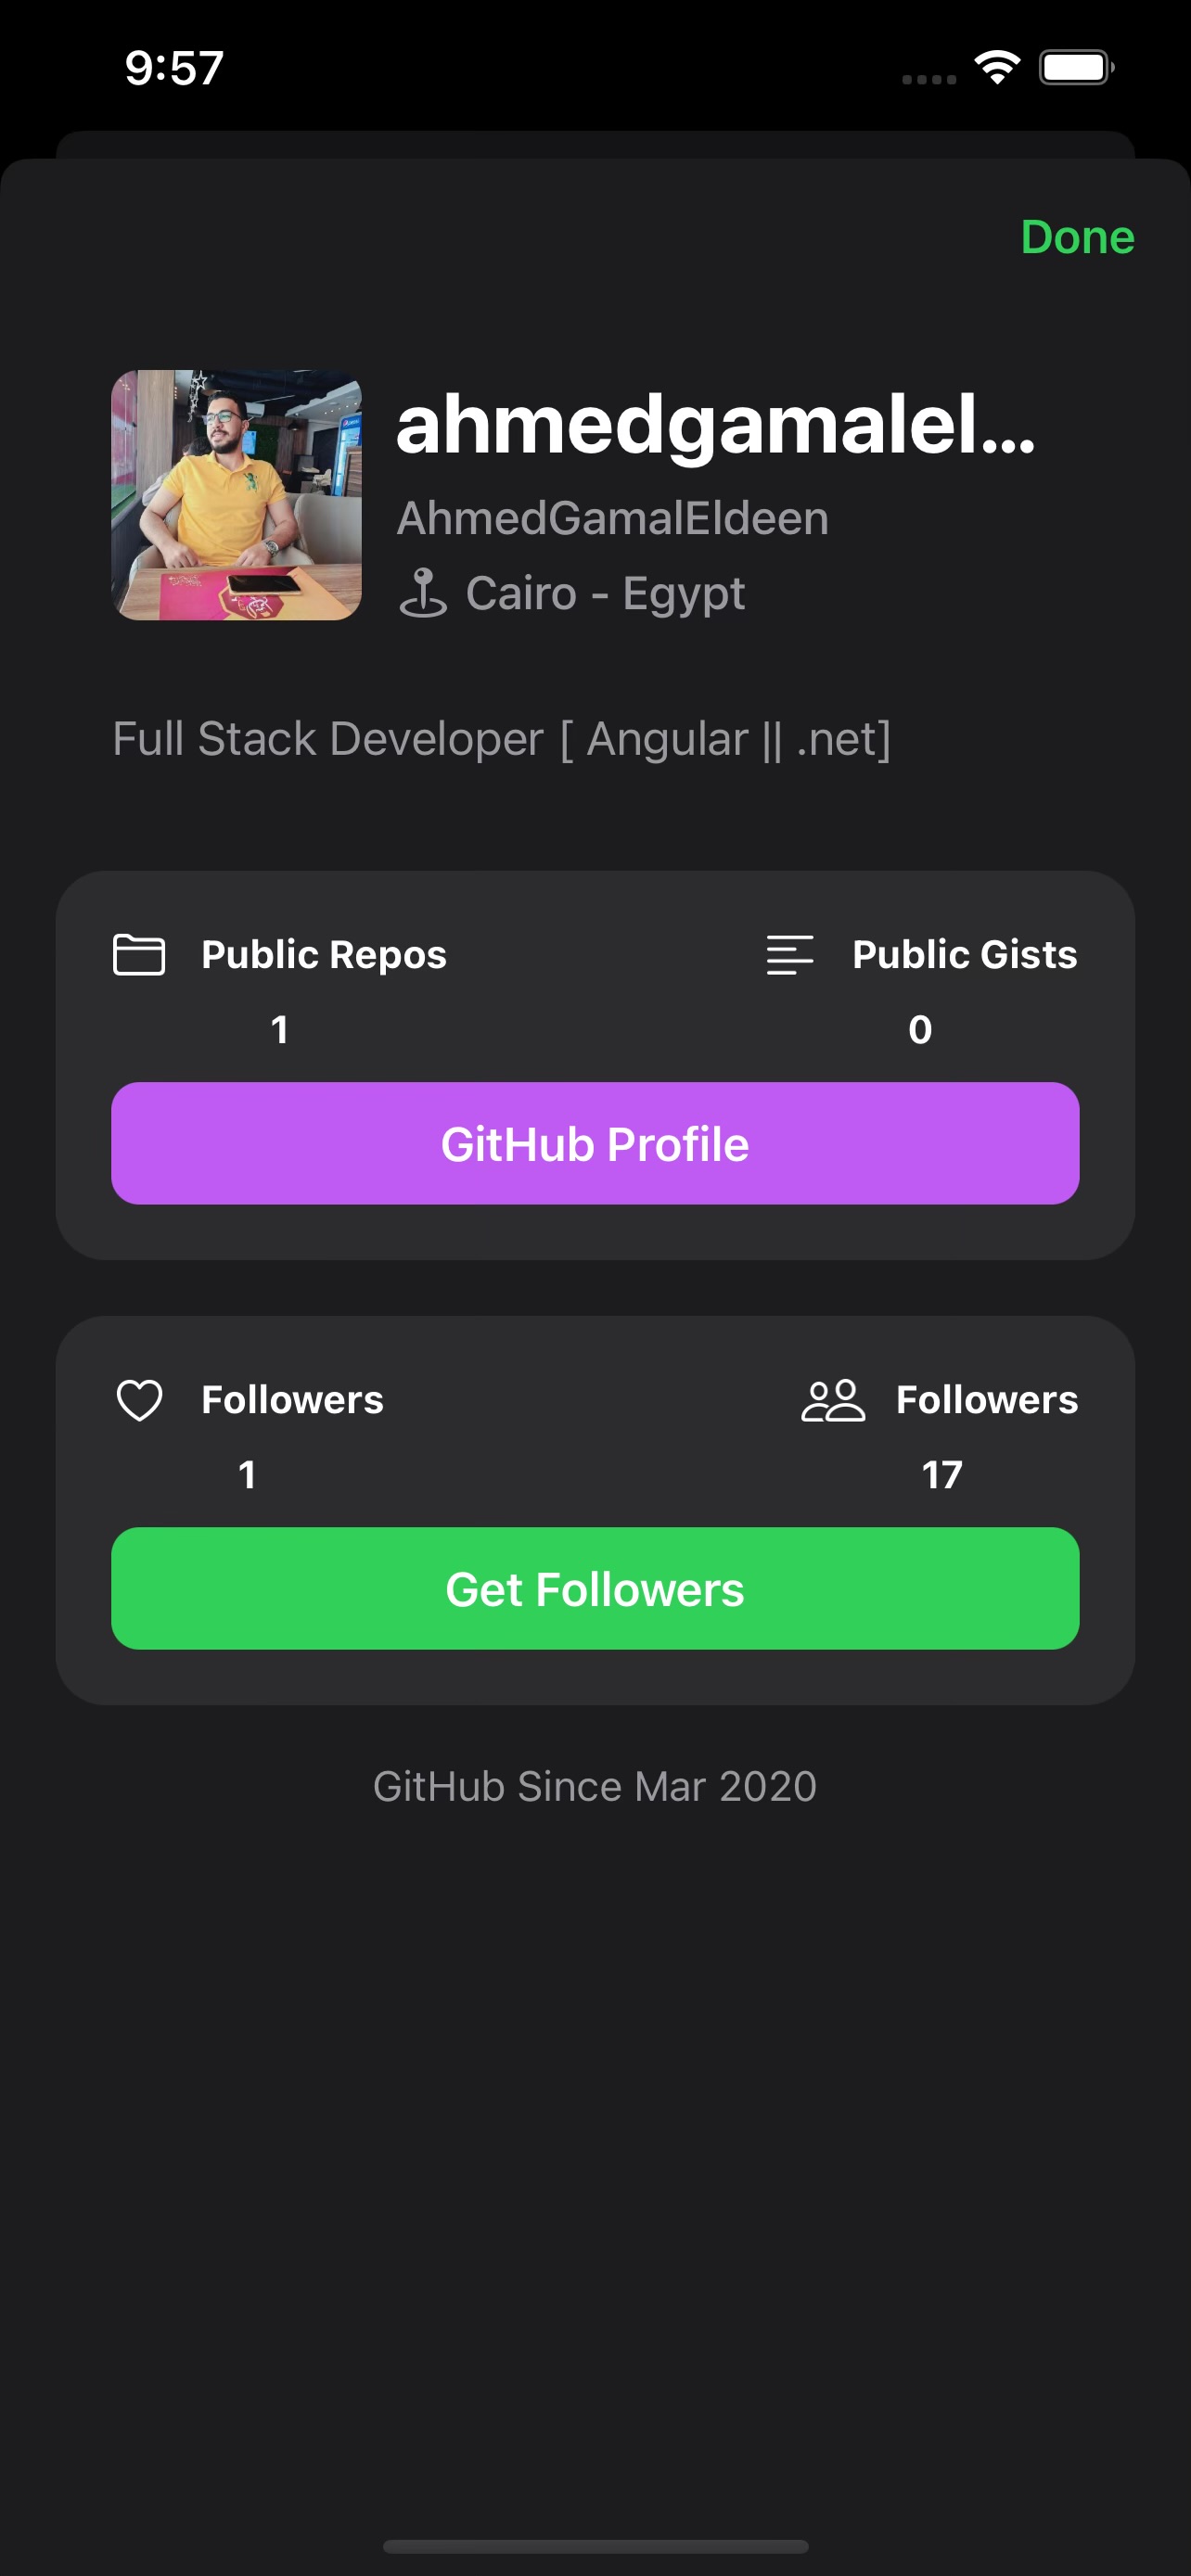 9:57
Done
ahmedgamalel...
AhmedGamalEldeen
Cairo - Egypt
Full Stack Developer [ Angular || .net]
Public Repos
Public Gists
1
0
GitHub Profile
Followers
Followers
1
17
Get Followers
GitHub Since Mar 2020